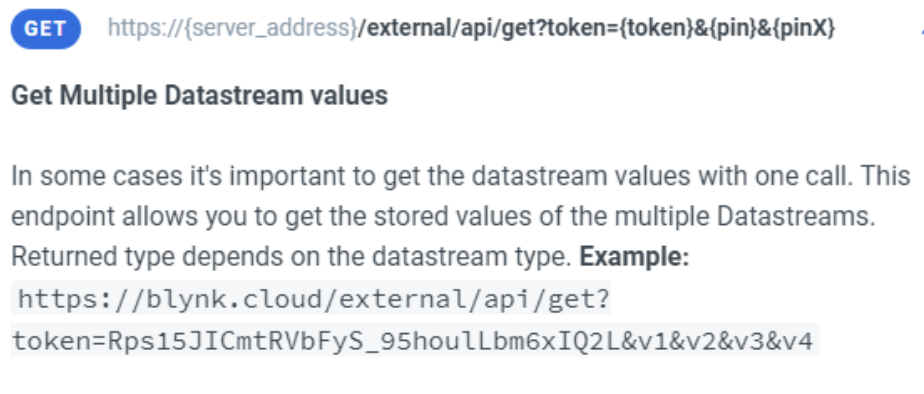 GET https://{server_address}/external/api/get?token={token}&{pin}&{pinX}
Get Multiple Datastream values
In some cases it's important to get the datastream values with one call. This
endpoint allows you to get the stored values of the multiple Datastreams.
Returned type depends on the datastream type. Example:
https://blynk.cloud/external/api/get?
token=Rps15JICmtRVbFyS_95houlLbm6xIQ2L&v1&v2&v3&v4